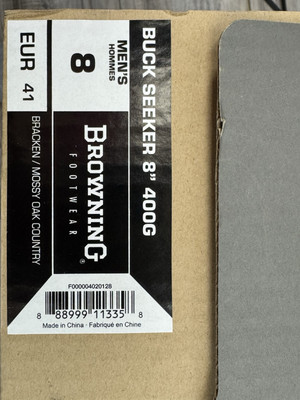 BUCK SEEKER 8" 400G
MEN'S
HOMMES
8
EUR 41
BROWNING®
FOOTWEAR
BRACKEN / MOSSY OAK COUNTRY
F000004020128
8 88999 11335 8
Made in China · Fabriqué en Chine